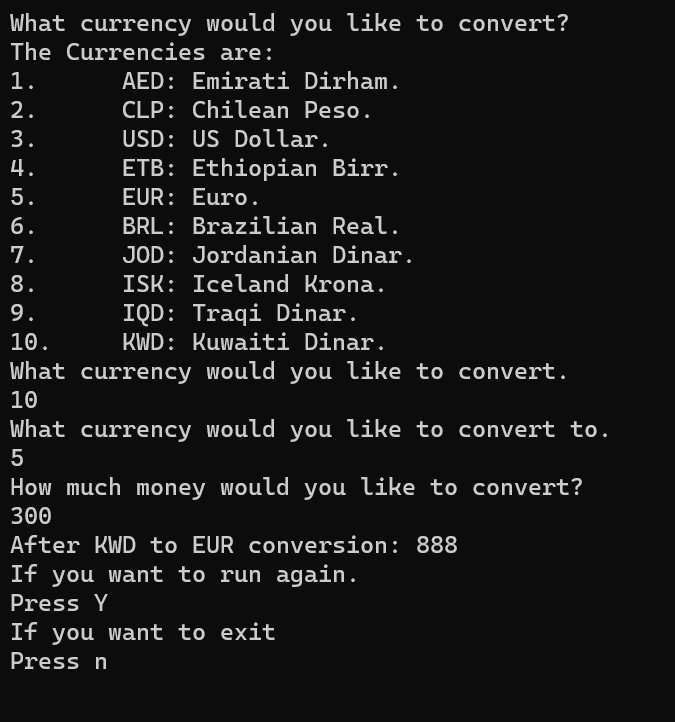 What currency would you like to convert?
The Currencies are:
1.      AED: Emirati Dirham.
2.      CLP: Chilean Peso.
3.      USD: US Dollar.
4.      ETB: Ethiopian Birr.
5.      EUR: Euro.
6.      BRL: Brazilian Real.
7.      JOD: Jordanian Dinar.
8.      ISK: Iceland Krona.
9.      IQD: Traqi Dinar.
10.     KWD: Kuwaiti Dinar.
What currency would you like to convert.
10
What currency would you like to convert to.
5
How much money would you like to convert?
300
After KWD to EUR conversion: 888
If you want to run again.
Press Y
If you want to exit
Press n